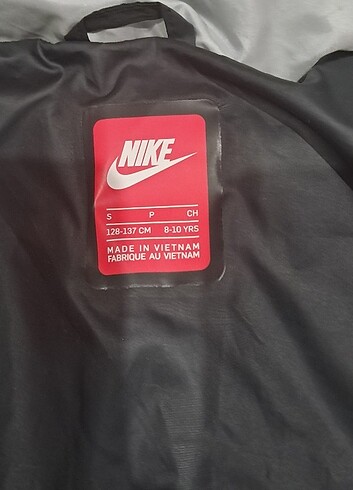 NIKE
S P CH
128-137 CM 8-10 YRS
MADE IN VIETNAM
FABRIQUE AU VIETNAM